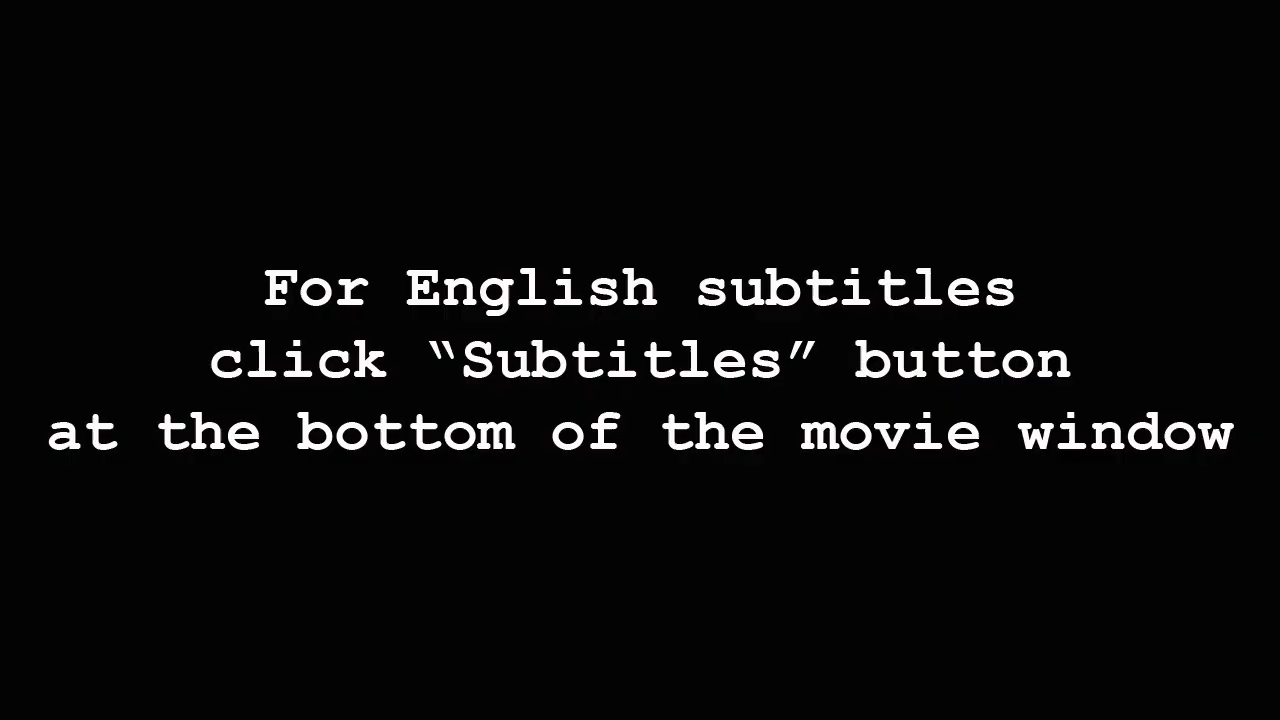 For English subtitles
click “Subtitles” button
at the bottom of the movie window